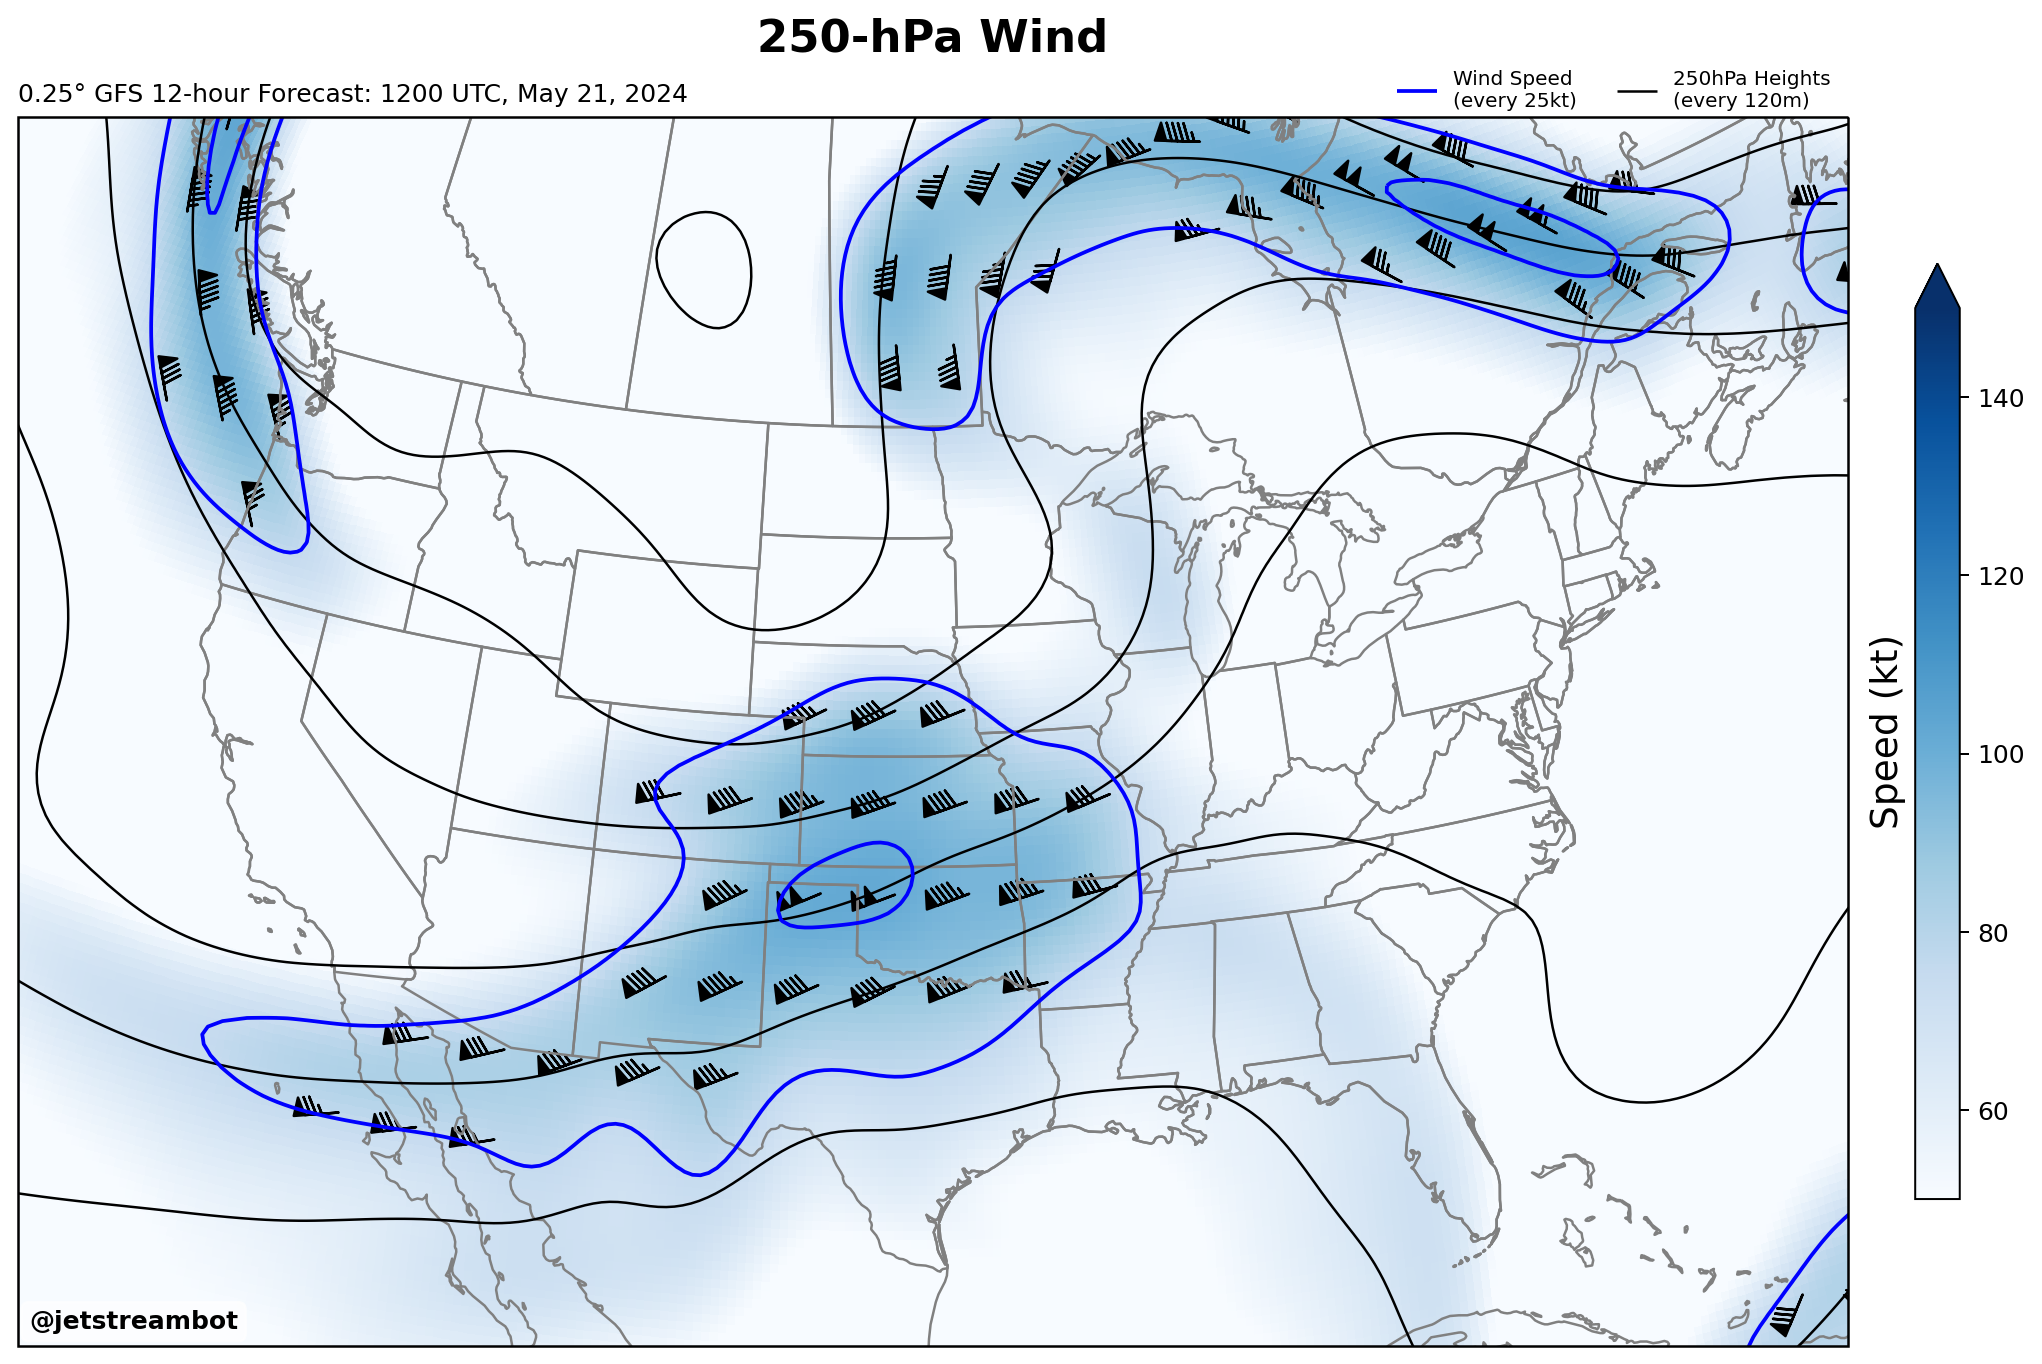 250-hPa Wind
0.25° GFS 12-hour Forecast: 1200 UTC, May 21, 2024
Wind Speed
(every 25kt)
250hPa Heights
(every 120m)
140
120
100
80
60
Speed (kt)
@jetstreambot